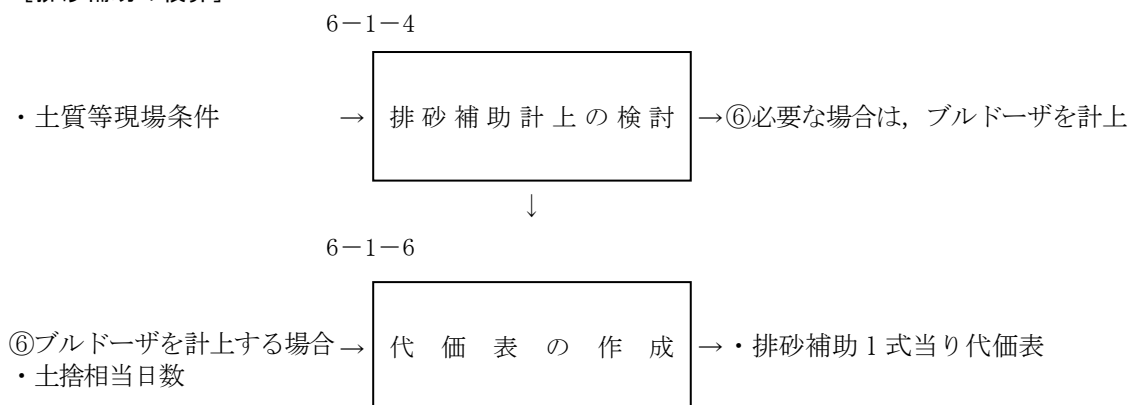 6-1-4
・土質等現場条件 → 排砂補助計上の検討 →⑥必要な場合は，ブルドーザを計上
↓
6-1-6
⑥ブルドーザを計上する場合→ 代価表の作成 →・排砂補助１式当り代価表
・土捨相当日数